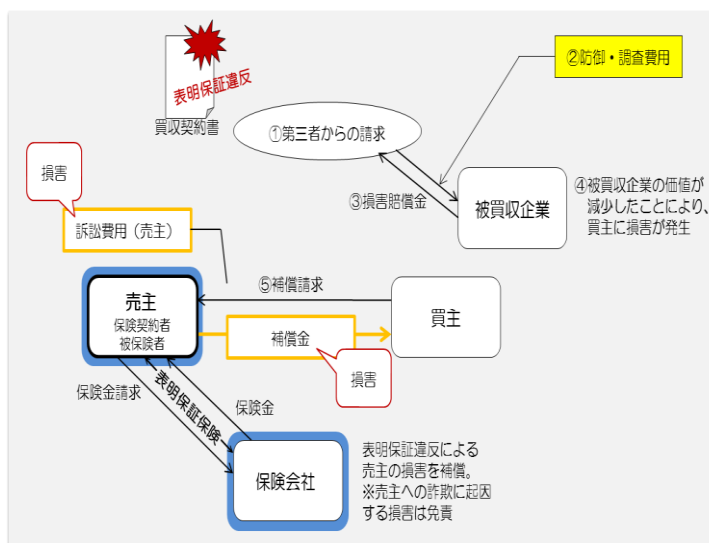 表明保証違反
買収契約書
②防御・調査費用
①第三者からの請求
③損害賠償金
被買収企業
④被買収企業の価値が
減少したことにより、
買主に損害が発生
損害
訴訟費用（売主）
⑤補償請求
売主
保険契約者
被保険者
補償金
買主
損害
保険金請求
表明保証保険
保険金
保険会社
表明保証違反による
売主の損害を補償。
※売主への詐欺に起因
する損害は免責